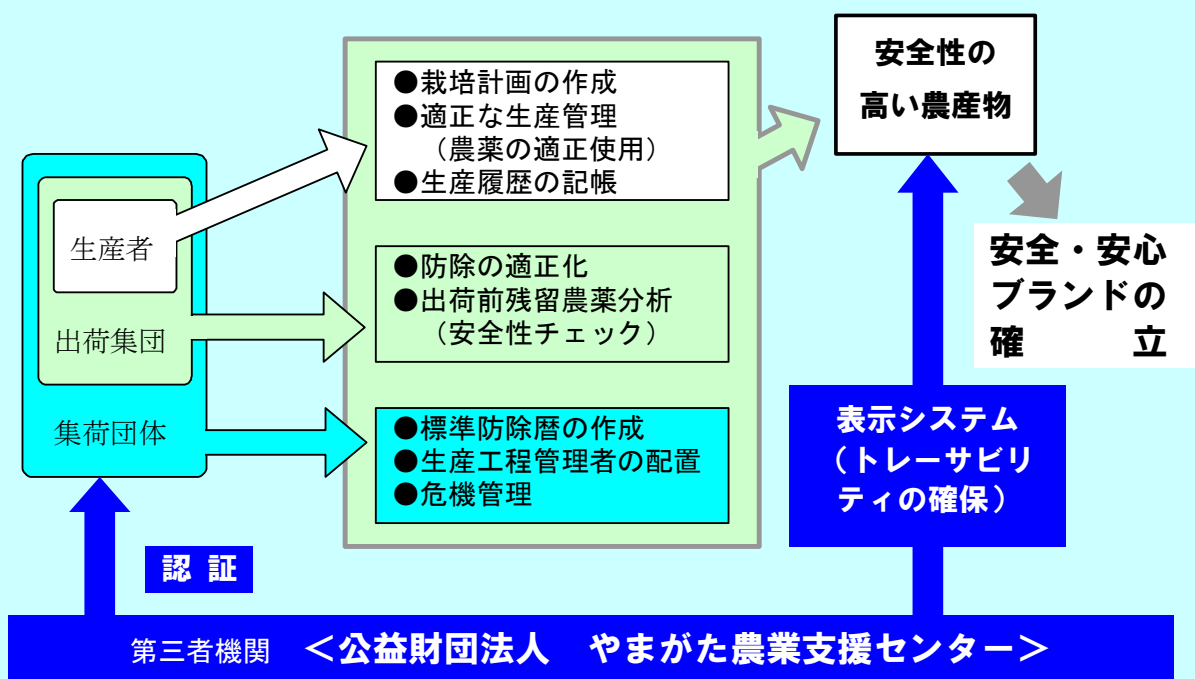 生産者
出荷集団
集荷団体
●栽培計画の作成
●適正な生産管理
（農薬の適正使用）
●生産履歴の記帳
●防除の適正化
●出荷前残留農薬分析
（安全性チェック）
●標準防除暦の作成
●生産工程管理者の配置
●危機管理
安全性の
高い農産物
安全・安心
ブランドの
確　　　立
表示システム
（トレーサビリ
ティの確保）
認 証
第三者機関　＜公益財団法人　やまがた農業支援センター＞